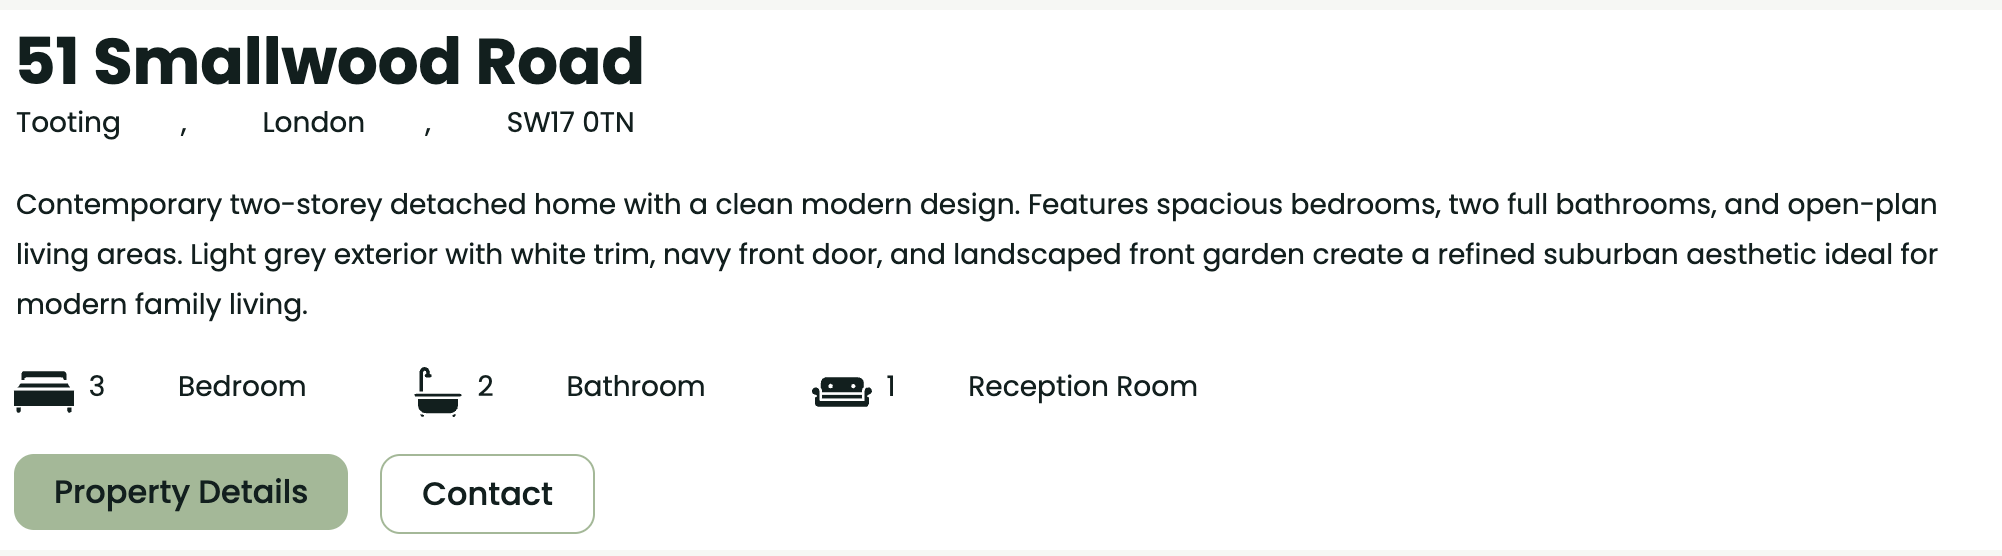 51 Smallwood Road
Tooting , London , SW17 0TN
Contemporary two-storey detached home with a clean modern design. Features spacious bedrooms, two full bathrooms, and open-plan
living areas. Light grey exterior with white trim, navy front door, and landscaped front garden create a refined suburban aesthetic ideal for
modern family living.
3 Bedroom 2 Bathroom 1 Reception Room
Property Details Contact